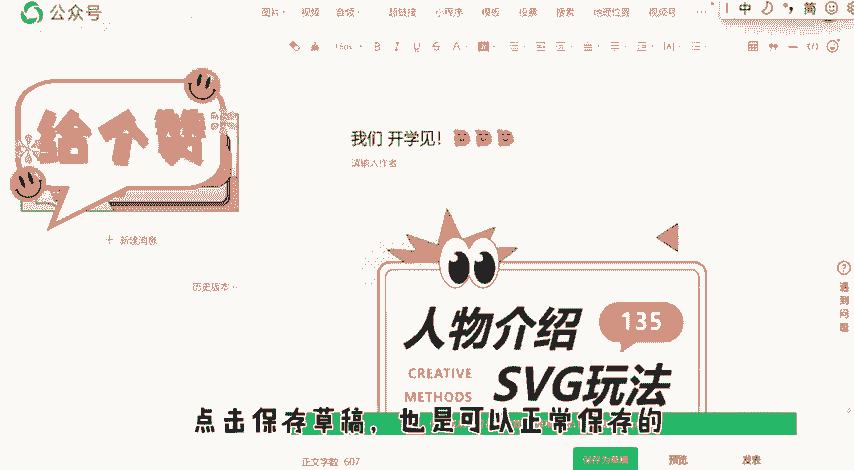 公众号
图片 视频 音频 超链接 小程序 模板 投票 搜索 地理位置 视频号 ...
中 简
16px B I U S A
给个赞
我们 开学见!
请输入作者
+ 新建消息
历史版本
遇到问题
人物介绍
135
CREATIVE
METHODS
SVG玩法
点击保存草稿，也是可以正常保存的
正文字数 607
保存为草稿 预览 发表